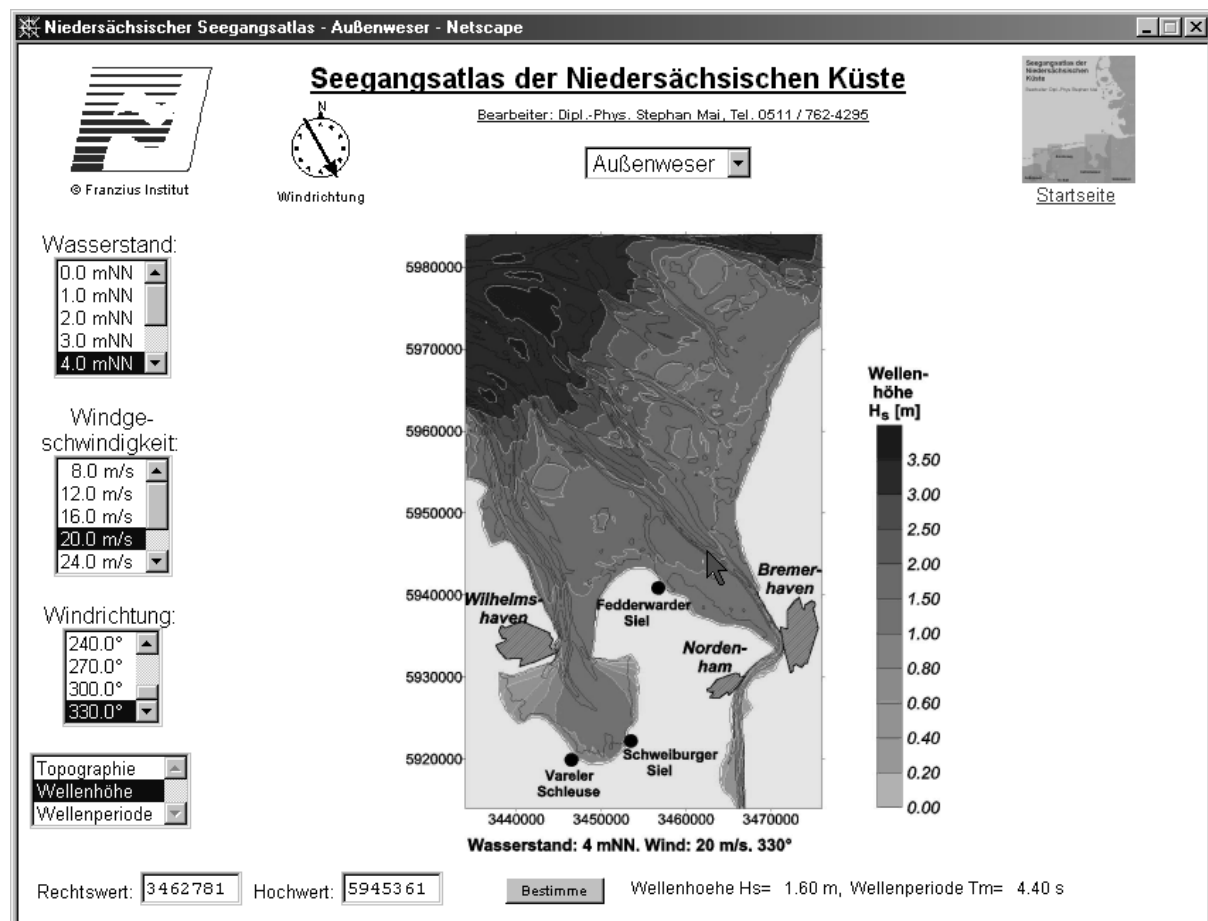 Niedersächsischer Seegangsatlas - Außenweser - Netscape
Seegangsatlas der Niedersächsischen Küste
Bearbeiter: Dipl.-Phys. Stephan Mai, Tel. 0511 / 762-4295
© Franzius Institut
N
Windrichtung
Außenweser
Seegangsatlas der
Niedersächsischen
Küste
Startseite
Wasserstand:
0.0 mNN
1.0 mNN
2.0 mNN
3.0 mNN
4.0 mNN
Windge-
schwindigkeit:
8.0 m/s
12.0 m/s
16.0 m/s
20.0 m/s
24.0 m/s
Windrichtung:
240.0°
270.0°
300.0°
330.0°
Topographie
Wellenhöhe
Wellenperiode
5980000
5970000
5960000
5950000
5940000
5930000
5920000
Wilhelms-
haven
Fedderwarder
Siel
Bremer-
haven
Norden-
ham
Schweiburger
Siel
Vareler
Schleuse
3440000 3450000 3460000 3470000
Wasserstand: 4 mNN. Wind: 20 m/s. 330°
Wellen-
höhe
Hs [m]
3.50
3.00
2.50
2.00
1.50
1.00
0.80
0.60
0.40
0.20
0.00
Rechtswert: 3462781 Hochwert: 5945361 Bestimme Wellenhoehe Hs= 1.60 m, Wellenperiode Tm= 4.40 s